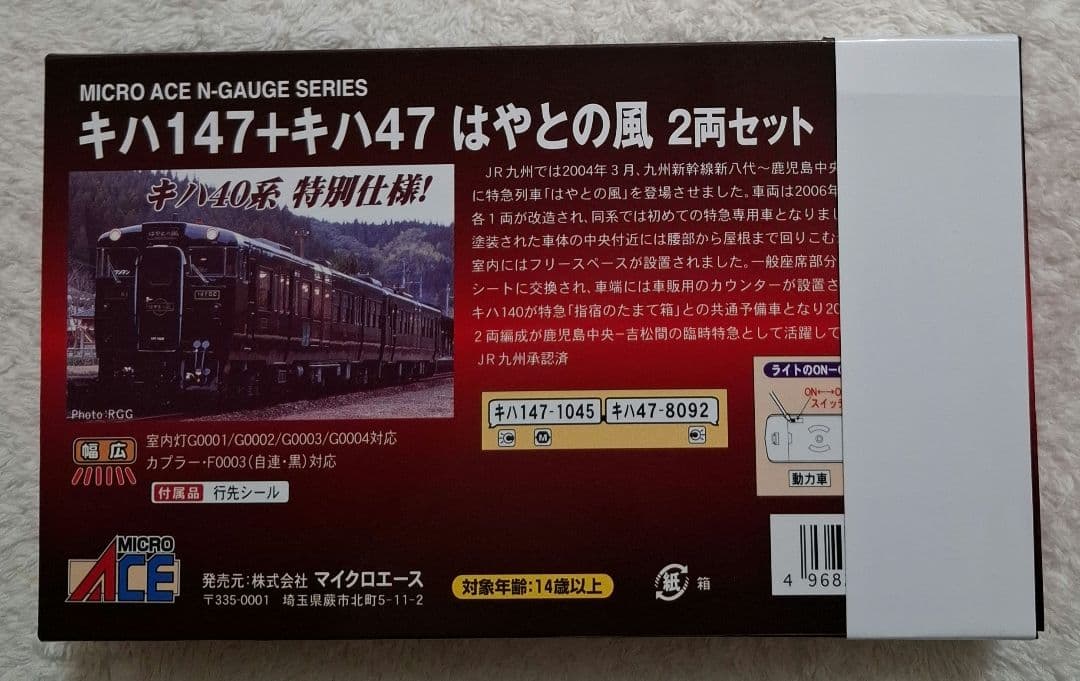 MICRO ACE N-GAUGE SERIES
キハ147+キハ47 はやとの風 2両セット
キハ40系 特別仕様!
はやとの風
ワンマン
Photo:RGG
JR九州では2004年3月、九州新幹線新八代～鹿児島中央
に特急列車「はやとの風」を登場させました。車両は2006年
各1両が改造され、同系では初めての特急専用車となりまし
塗装された車体の中央付近には腰部から屋根まで回りこむ
室内にはフリースペースが設置されました。一般座席部分
シートに交換され、車端には車販用のカウンターが設置さ
キハ140が特急「指宿のたまて箱」との共通予備車となり20
2両編成が鹿児島中央−吉松間の臨時特急として活躍して
JR九州承認済
キハ147-1045 キハ47-8092
M
ライトのON-
ON←→O
スイッチ
動力車
幅広
室内灯G0001/G0002/G0003/G0004対応
カプラー・F0003(自連・黒)対応
付属品 行先シール
MICRO
ACE
発売元:株式会社 マイクロエース
〒335-0001 埼玉県蕨市北町5-11-2
対象年齢:14歳以上
紙 箱
4 968